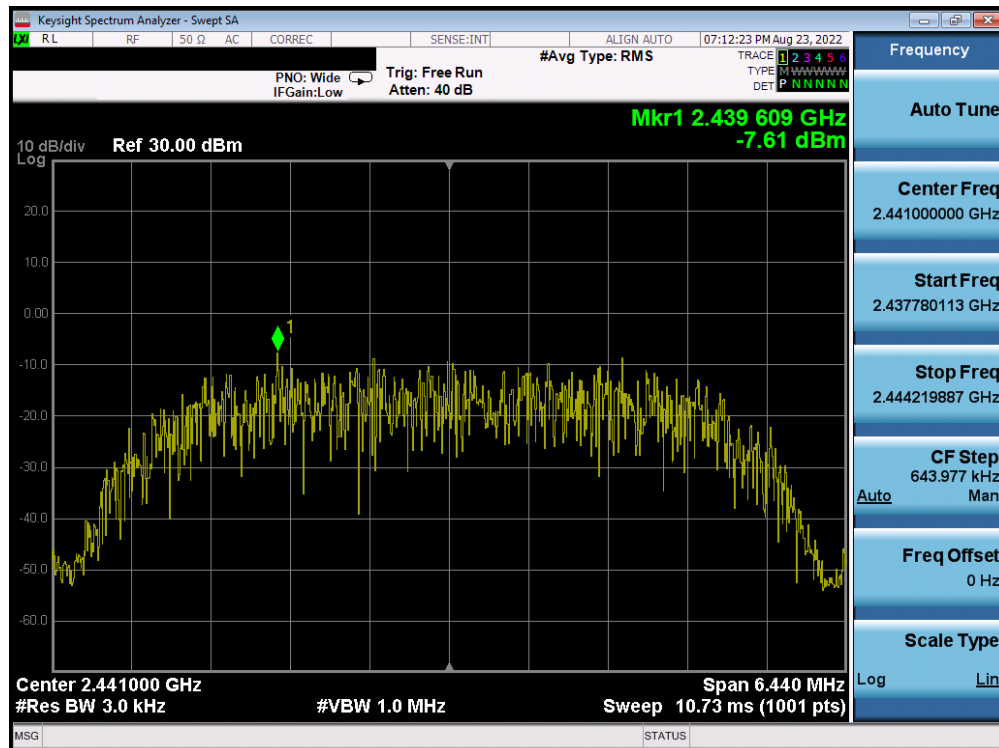 Keysight Spectrum Analyzer - Swept SA
LXI RL RF 50 Ω AC CORREC SENSE:INT ALIGN AUTO 07:12:23 PM Aug 23, 2022
#Avg Type: RMS
TRACE 1 2 3 4 5 6
TYPE M WWWWW
DET P N N N N N
PNO: Wide
IFGain:Low
Trig: Free Run
Atten: 40 dB
Mkr1 2.439 609 GHz
-7.61 dBm
10 dB/div
Log
Ref 30.00 dBm
20.0
10.0
0.00
-10.0
-20.0
-30.0
-40.0
-50.0
-60.0
1
Center 2.441000 GHz
Span 6.440 MHz
#Res BW 3.0 kHz
#VBW 1.0 MHz
Sweep 10.73 ms (1001 pts)
MSG
STATUS
Frequency
Auto Tune
Center Freq
2.441000000 GHz
Start Freq
2.437780113 GHz
Stop Freq
2.444219887 GHz
CF Step
643.977 kHz
Auto Man
Freq Offset
0 Hz
Scale Type
Log Lin